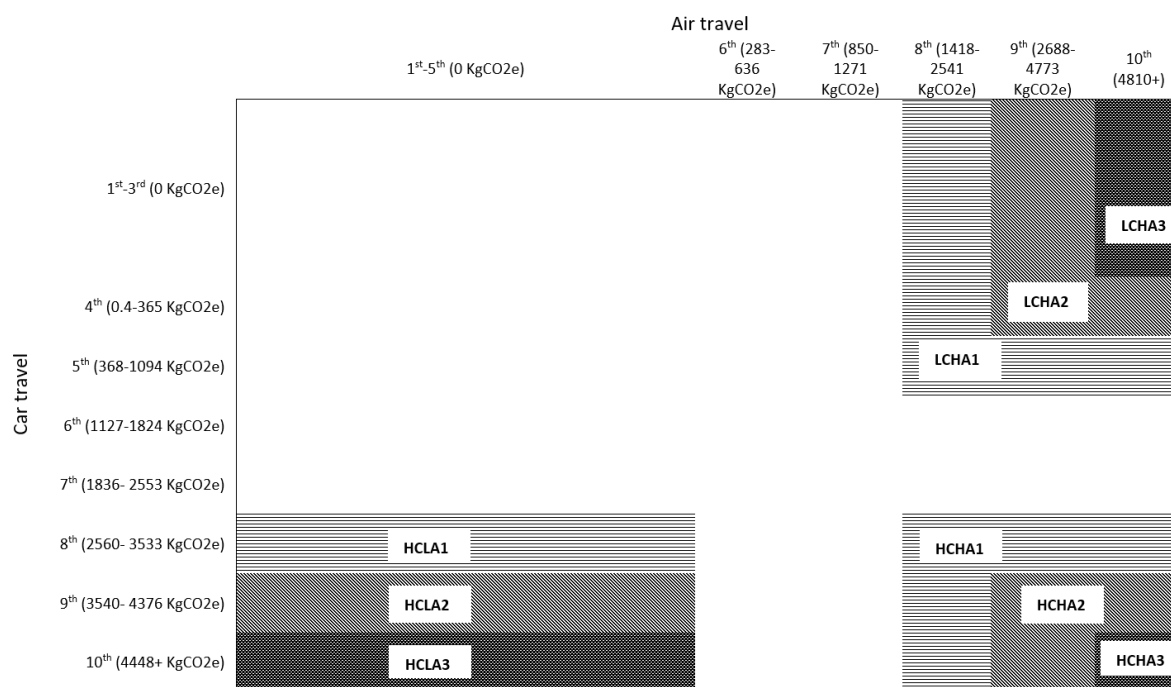 Air travel
1st-5th (0 KgCO2e)
6th (283-
636
KgCO2e)
7th (850-
1271
KgCO2e)
8th (1418-
2541
KgCO2e)
9th (2688-
4773
KgCO2e)
10th
(4810+)
Car travel
1st-3rd (0 KgCO2e)
LCHA3
4th (0.4-365 KgCO2e)
LCHA2
5th (368-1094 KgCO2e)
LCHA1
6th (1127-1824 KgCO2e)
7th (1836- 2553 KgCO2e)
8th (2560- 3533 KgCO2e)
HCLA1
HCHA1
9th (3540- 4376 KgCO2e)
HCLA2
HCHA2
10th (4448+ KgCO2e)
HCLA3
HCHA3